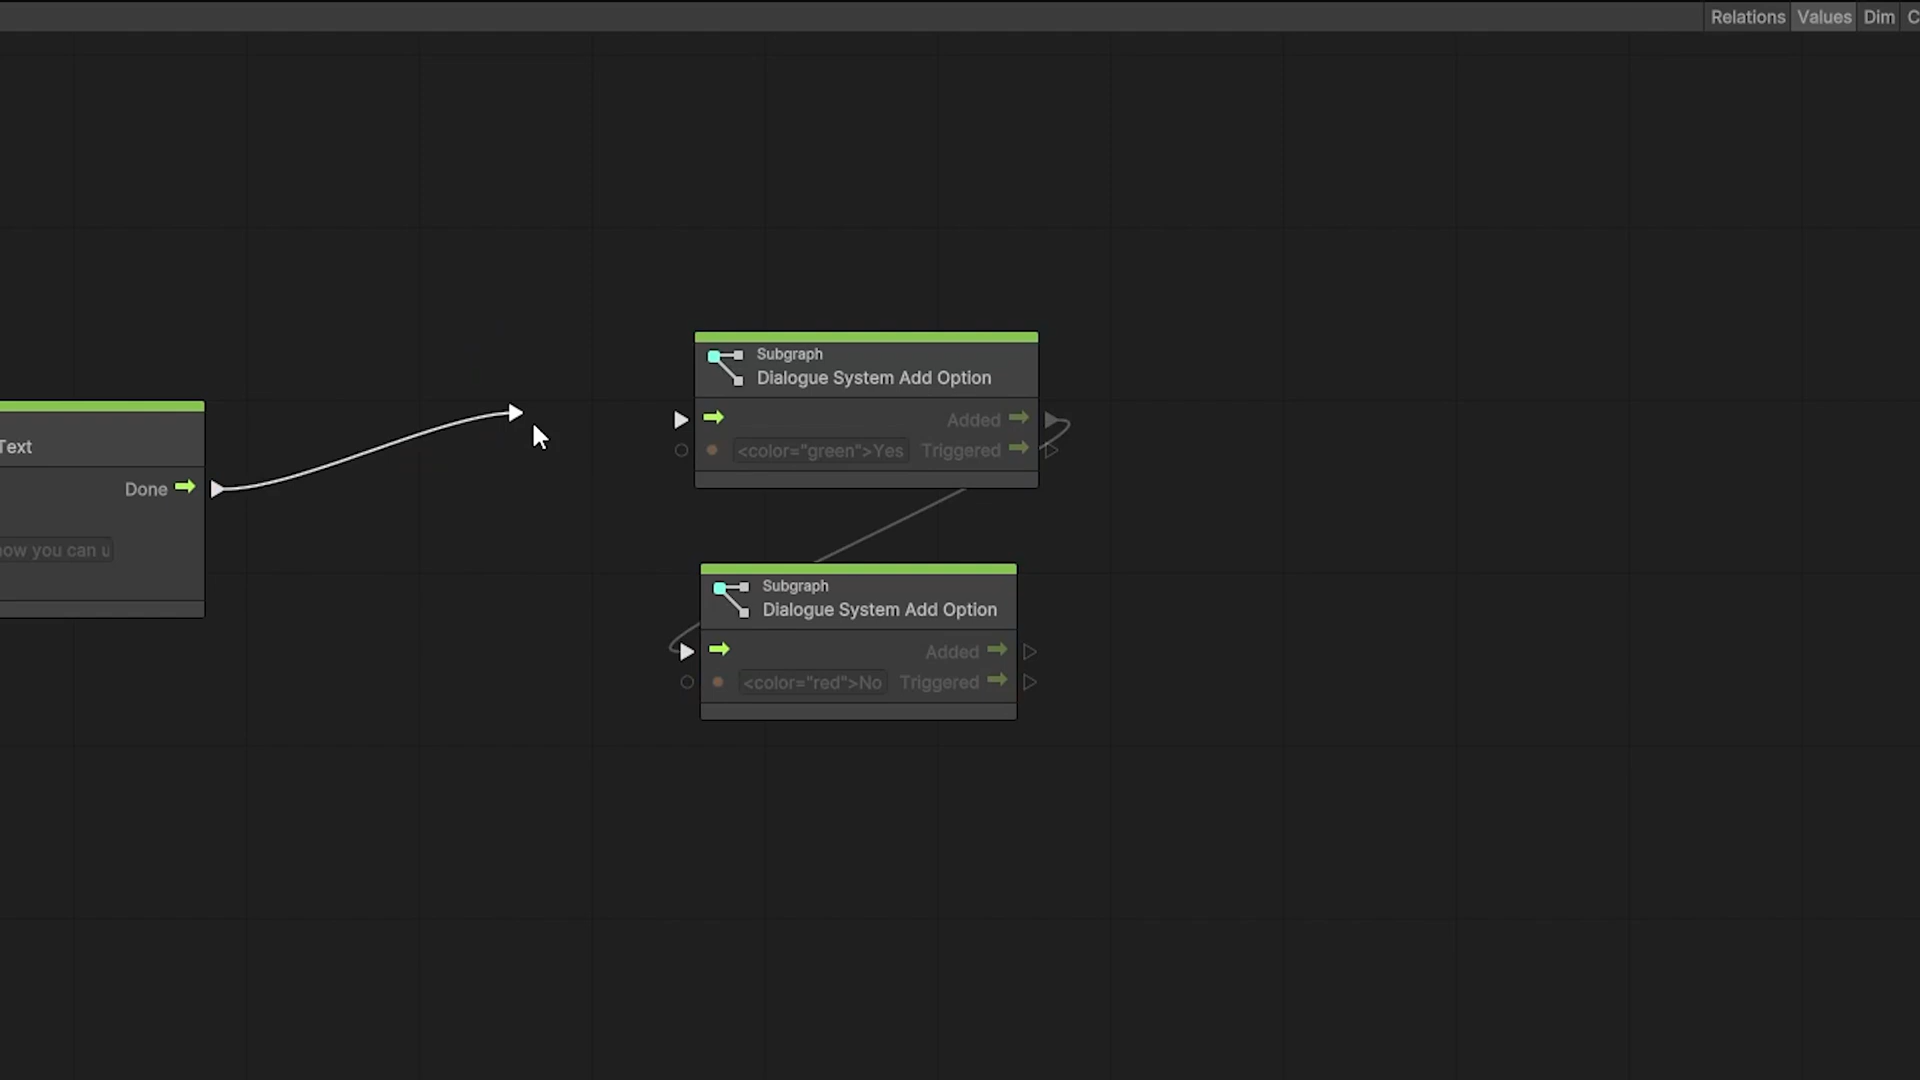 Relations Values Dim C
Subgraph
Dialogue System Add Option
Added
<color="green">Yes Triggered
Text
Done
now you can u
Subgraph
Dialogue System Add Option
Added
<color="red">No Triggered